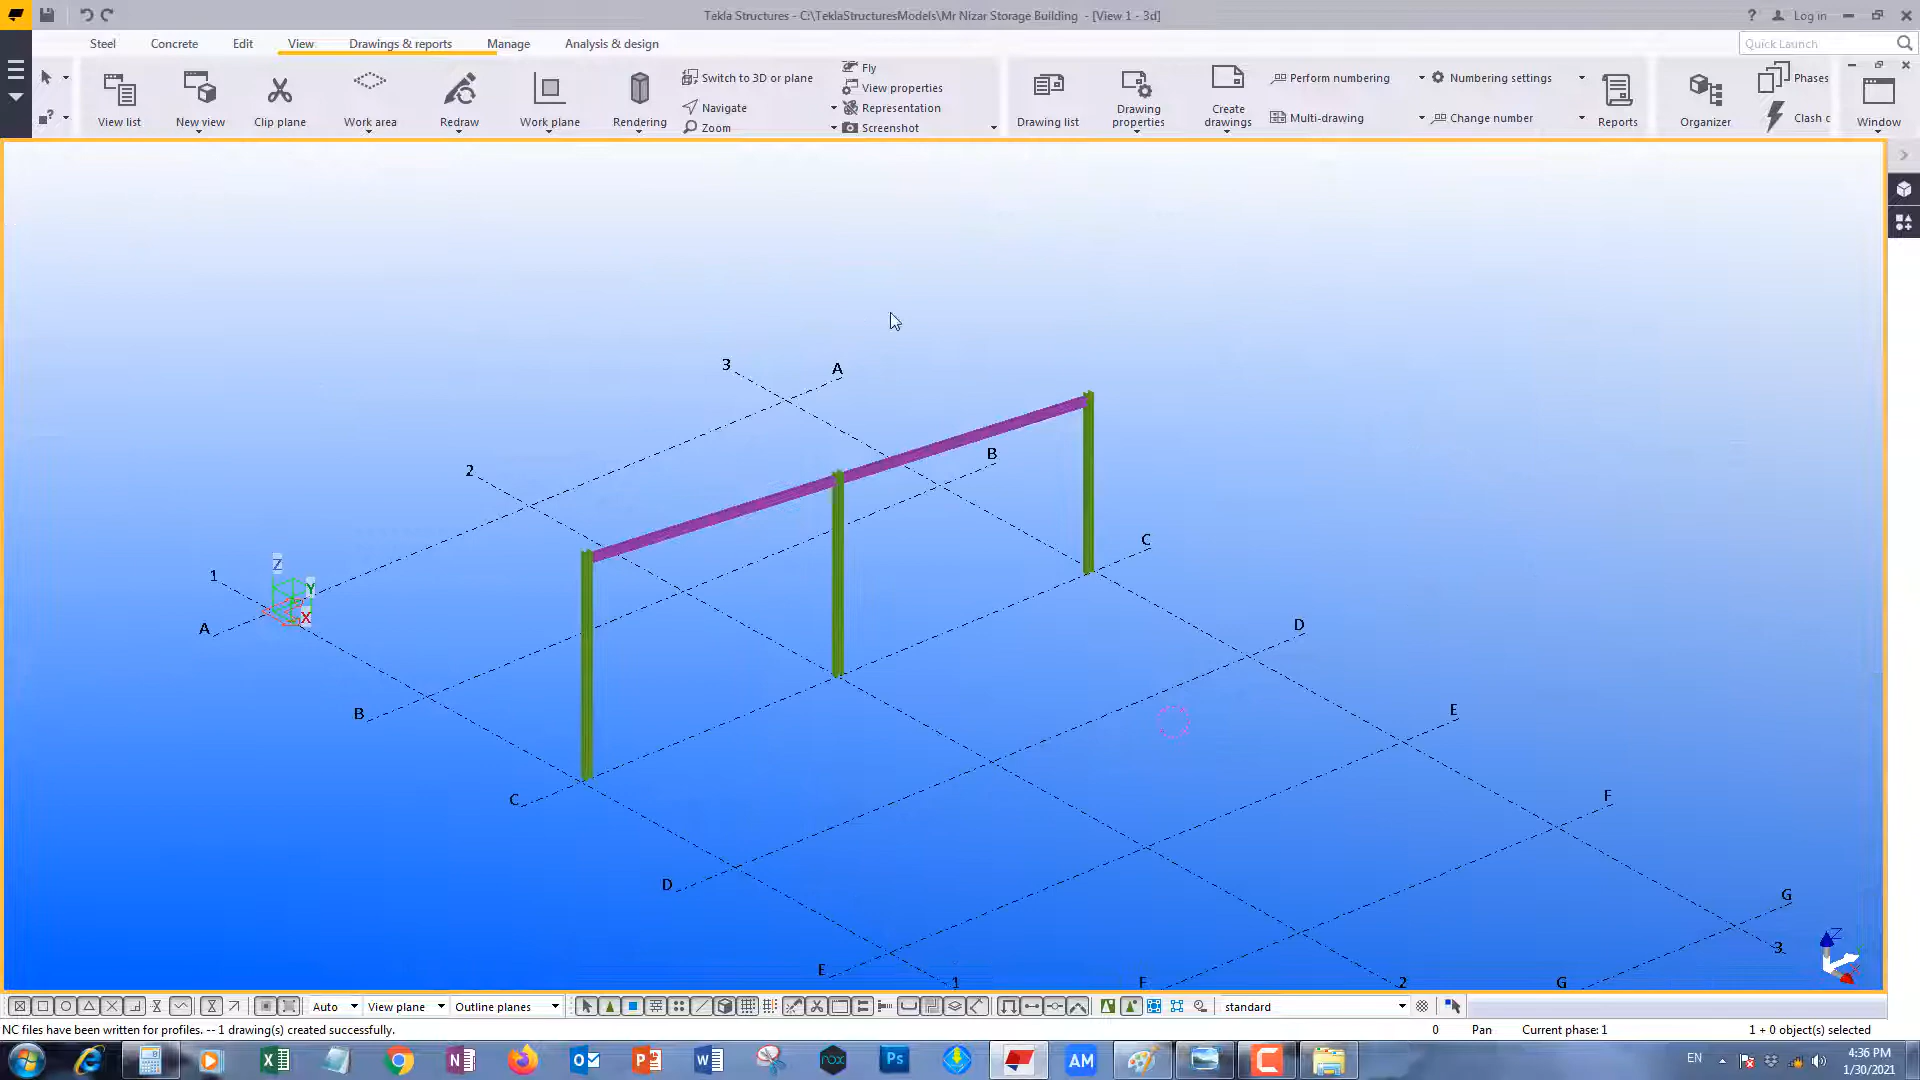 Tekla Structures - C:\TeklaStructuresModels\Mr Nizar Storage Building - [View 1 - 3d]
? Log in
Steel Concrete Edit View Drawings & reports Manage Analysis & design
Quick Launch
Fly
Switch to 3D or plane
View properties
Navigate
Representation
Zoom
Screenshot
View list
New view
Clip plane
Work area
Redraw
Work plane
Rendering
Drawing list
Drawing
properties
Create
drawings
Perform numbering
Multi-drawing
Numbering settings
Change number
Reports
Organizer
Phases
Clash c
Window
3
A
B
2
C
1
Z
Y
X
A
D
B
E
C
F
D
G
3
Z
E
1
F
2
G
Auto
View plane
Outline planes
standard
NC files have been written for profiles. -- 1 drawing(s) created successfully.
0
Pan
Current phase: 1
1 + 0 object(s) selected
nox
Ps
AM
EN
4:36 PM
1/30/2021